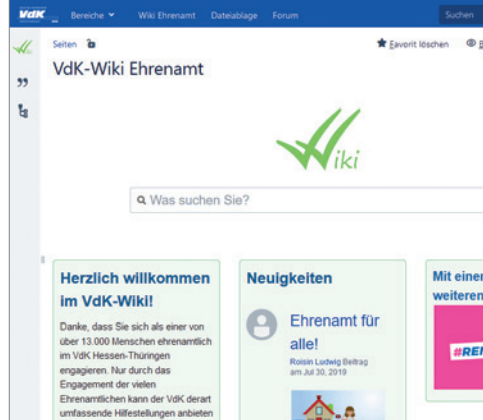 VdK Bereiche Wiki Ehrenamt Dateiablage Forum Suchen
Seiten Favorit löschen
VdK-Wiki Ehrenamt
Wiki
Was suchen Sie?
Herzlich willkommen
im VdK-Wiki!
Danke, dass Sie sich als einer von
über 13.000 Menschen ehrenamtlich
im VdK Hessen-Thüringen
engagieren. Nur durch das
Engagement der vielen
Ehrenamtlichen kann der VdK derart
umfassende Hilfestellungen anbieten
Neuigkeiten
Ehrenamt für
alle!
Roisin Ludwig Beitrag
am Jul 30, 2019
Mit einer
weiteren
#REN